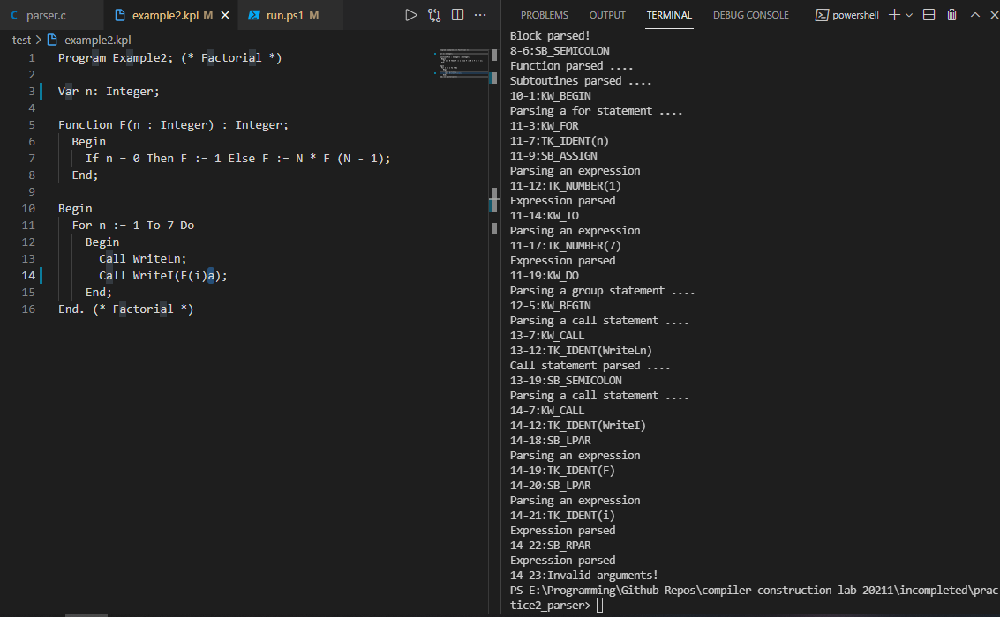 parser.c
example2.kpl M
run.ps1 M
test > example2.kpl
1 Program Example2; (* Factorial *)
2
3 Var n: Integer;
4
5 Function F(n : Integer) : Integer;
6 Begin
7 If n = 0 Then F := 1 Else F := N * F (N - 1);
8 End;
9
10 Begin
11 For n := 1 To 7 Do
12 Begin
13 Call WriteLn;
14 Call WriteI(F(i)a);
15 End;
16 End. (* Factorial *)
PROBLEMS OUTPUT TERMINAL DEBUG CONSOLE powershell
Block parsed!
8-6:SB_SEMICOLON
Function parsed ....
Subtoutines parsed ....
10-1:KW_BEGIN
Parsing a for statement ....
11-3:KW_FOR
11-7:TK_IDENT(n)
11-9:SB_ASSIGN
Parsing an expression
11-12:TK_NUMBER(1)
Expression parsed
11-14:KW_TO
Parsing an expression
11-17:TK_NUMBER(7)
Expression parsed
11-19:KW_DO
Parsing a group statement ....
12-5:KW_BEGIN
Parsing a call statement ....
13-7:KW_CALL
13-12:TK_IDENT(WriteLn)
Call statement parsed ....
13-19:SB_SEMICOLON
Parsing a call statement ....
14-7:KW_CALL
14-12:TK_IDENT(WriteI)
14-18:SB_LPAR
Parsing an expression
14-19:TK_IDENT(F)
14-20:SB_LPAR
Parsing an expression
14-21:TK_IDENT(i)
Expression parsed
14-22:SB_RPAR
Expression parsed
14-23:Invalid arguments!
PS E:\Programming\Github Repos\compiler-construction-lab-20211\incompleted\prac
tice2_parser>